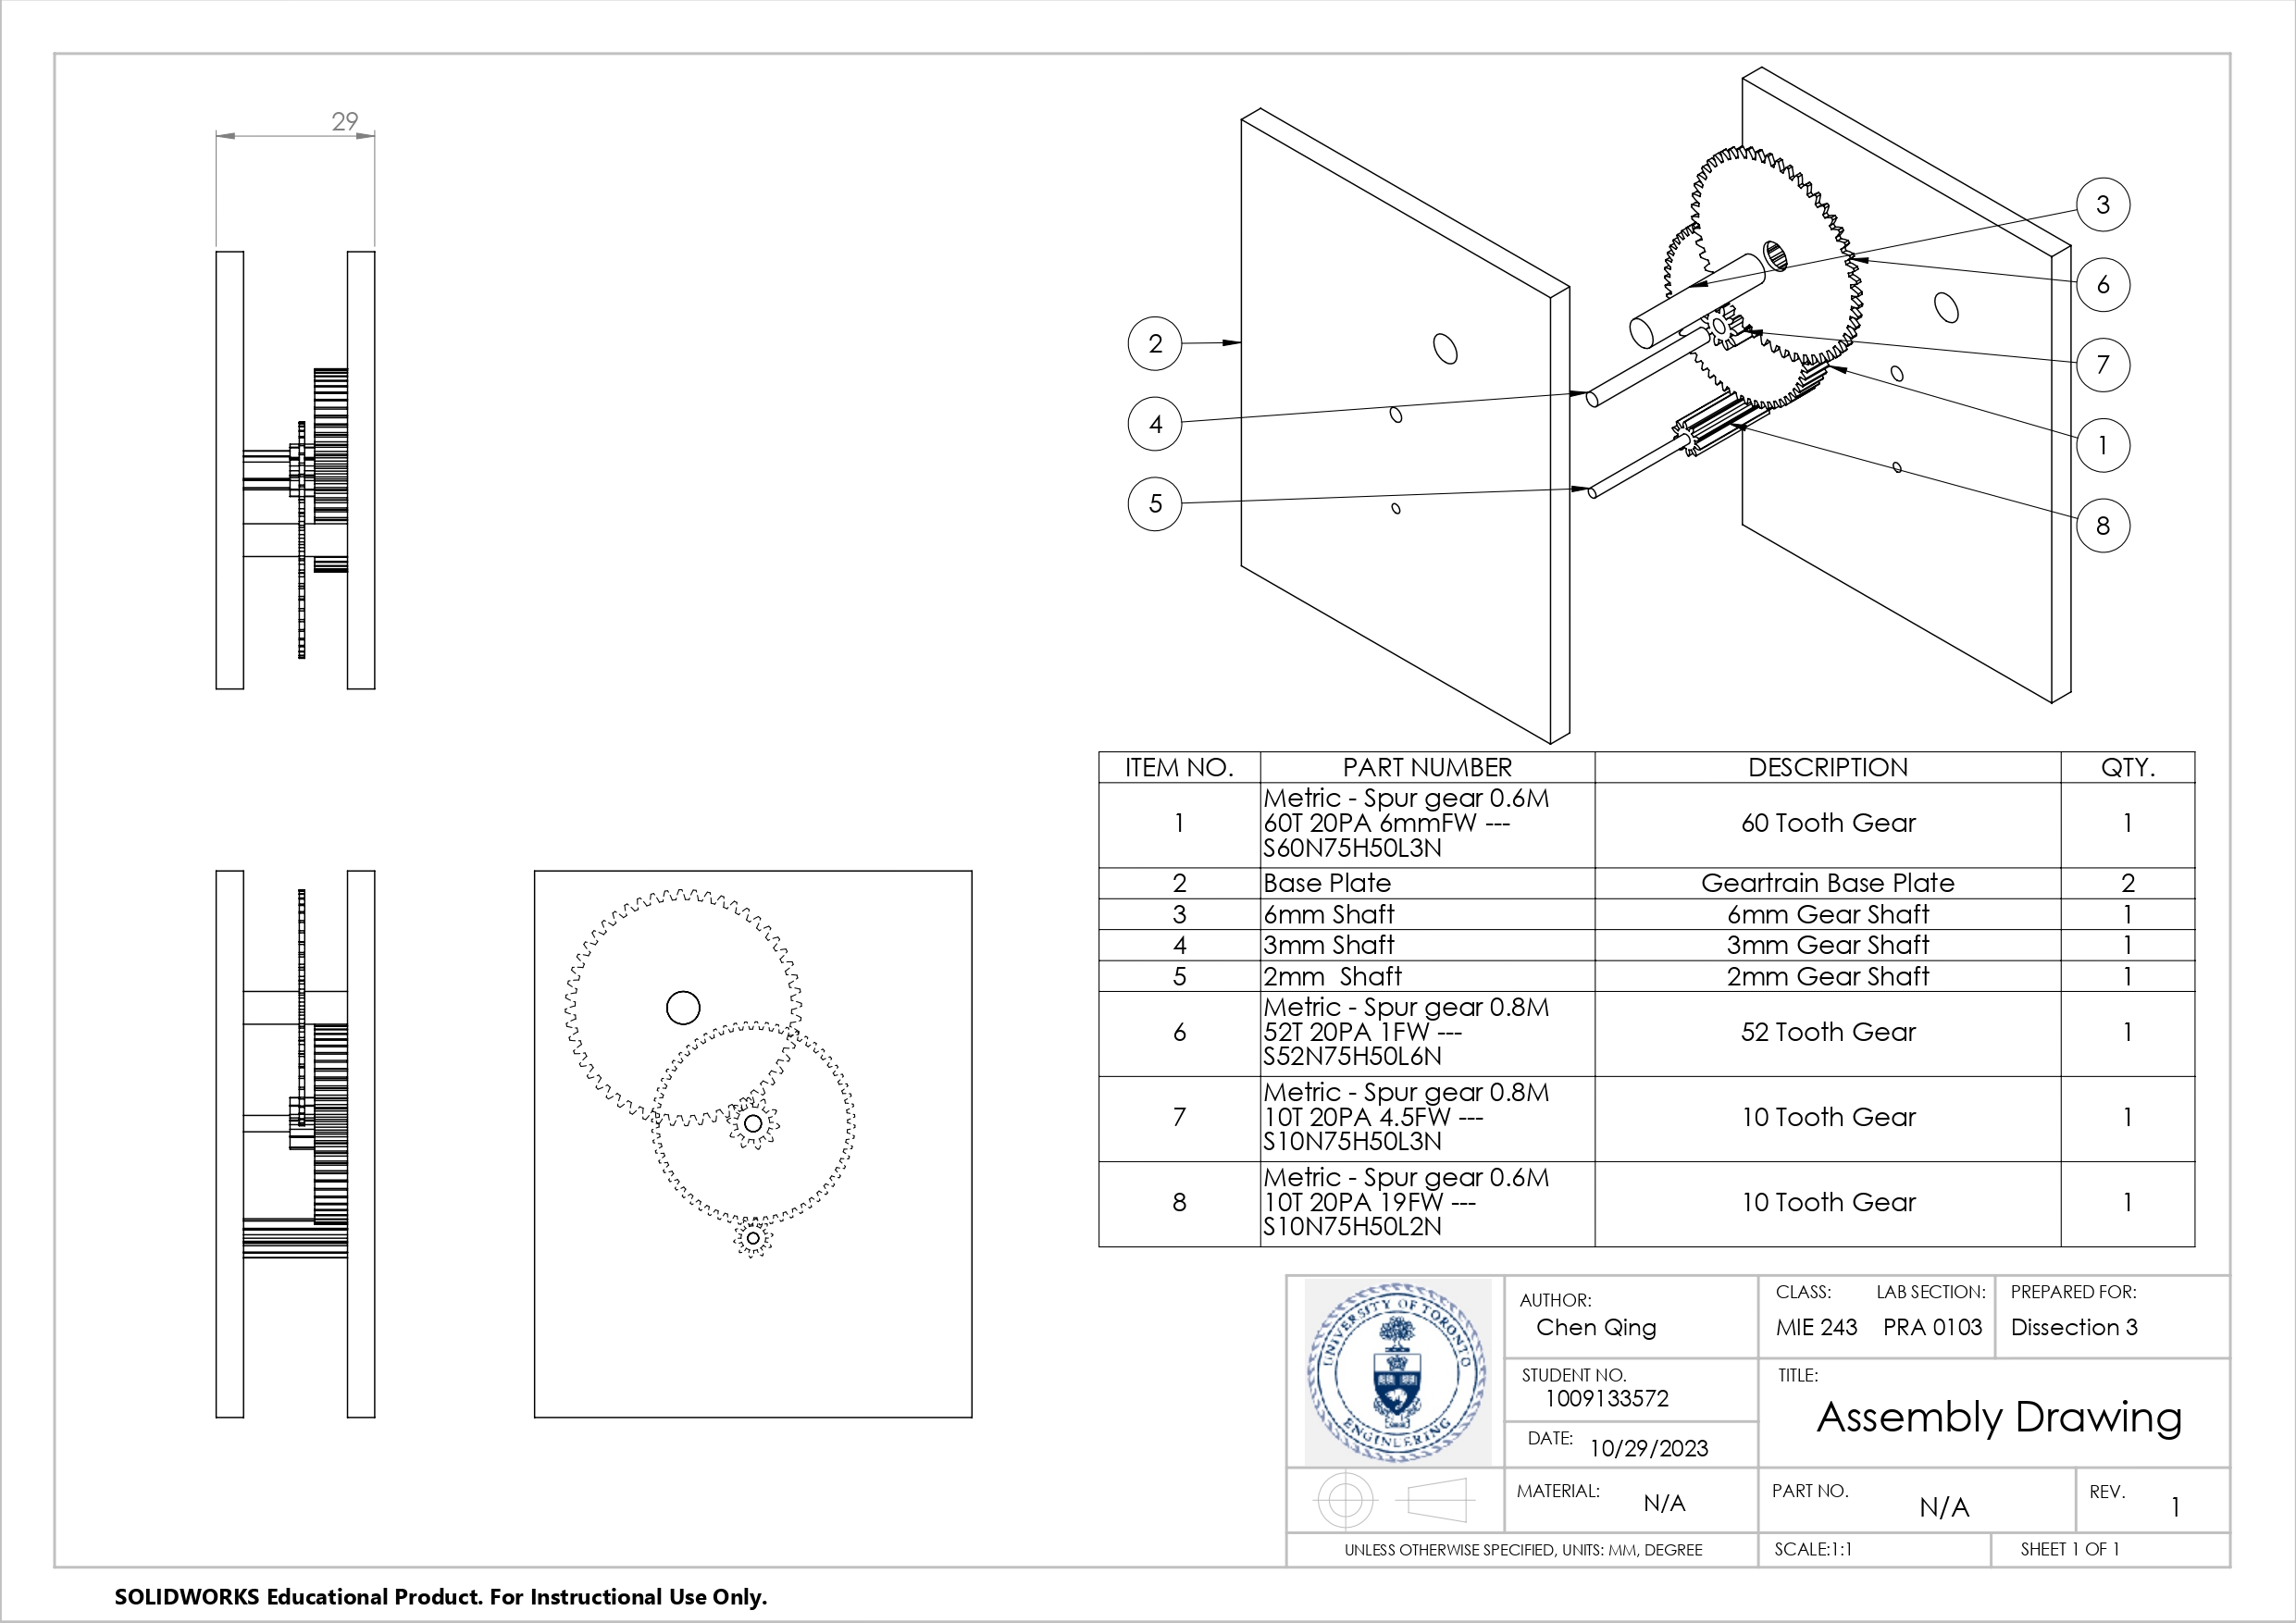 29
3
6
2
7
4
1
5
8
ITEM NO. PART NUMBER DESCRIPTION QTY.
1 Metric - Spur gear 0.6M 60T 20PA 6mmFW --- S60N75H50L3N 60 Tooth Gear 1
2 Base Plate Geartrain Base Plate 2
3 6mm Shaft 6mm Gear Shaft 1
4 3mm Shaft 3mm Gear Shaft 1
5 2mm  Shaft 2mm Gear Shaft 1
6 Metric - Spur gear 0.8M 52T 20PA 1FW --- S52N75H50L6N 52 Tooth Gear 1
7 Metric - Spur gear 0.8M 10T 20PA 4.5FW --- S10N75H50L3N 10 Tooth Gear 1
8 Metric - Spur gear 0.6M 10T 20PA 19FW --- S10N75H50L2N 10 Tooth Gear 1
UNIVERSITY OF TORONTO
ENGINEERING
AUTHOR:
Chen Qing
CLASS: LAB SECTION:
MIE 243 PRA 0103
PREPARED FOR:
Dissection 3
STUDENT NO.
1009133572
DATE: 10/29/2023
TITLE:
Assembly Drawing
MATERIAL: N/A
PART NO. N/A
REV. 1
UNLESS OTHERWISE SPECIFIED, UNITS: MM, DEGREE
SCALE:1:1
SHEET 1 OF 1
SOLIDWORKS Educational Product. For Instructional Use Only.